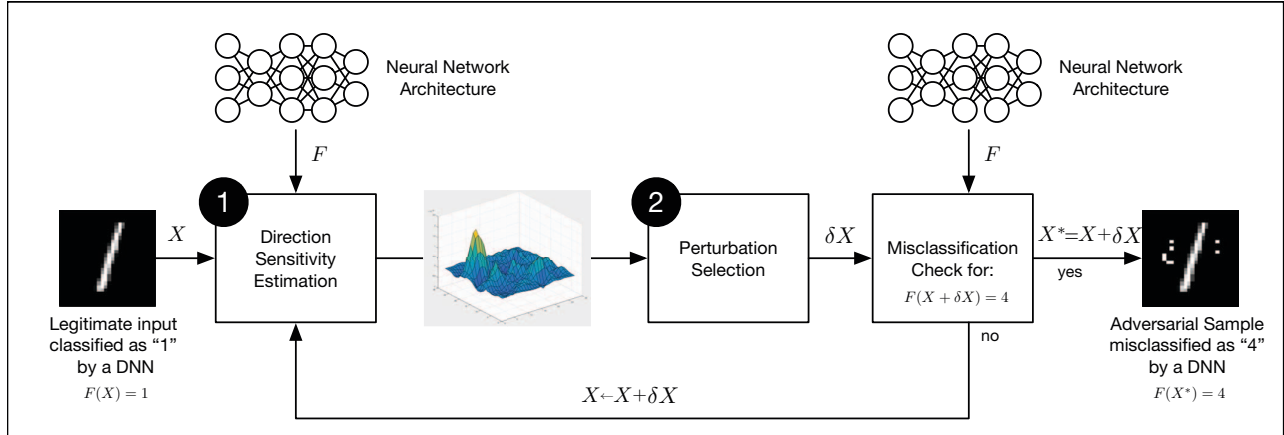 Neural Network
Architecture
Neural Network
Architecture
F
F
1
2
X
Direction
Sensitivity
Estimation
Perturbation
Selection
δX
Misclassification
Check for:
F(X + δX) = 4
X*=X+δX
yes
no
Legitimate input
classified as “1”
by a DNN
F(X) = 1
Adversarial Sample
misclassified as “4”
by a DNN
F(X*) = 4
X←X+δX